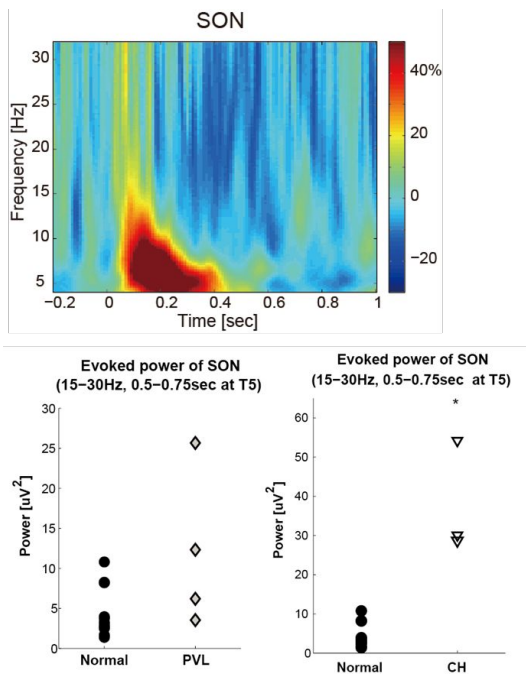 SON
Frequency [Hz]
30
25
20
15
10
5
−0.2 0 0.2 0.4 0.6 0.8 1
Time [sec]
40%
20
0
−20
Evoked power of SON
(15−30Hz, 0.5−0.75sec at T5)
Power [uV²]
30
25
20
15
10
5
0
Normal PVL
Evoked power of SON
(15−30Hz, 0.5−0.75sec at T5)
*
Power [uV²]
60
50
40
30
20
10
0
Normal CH